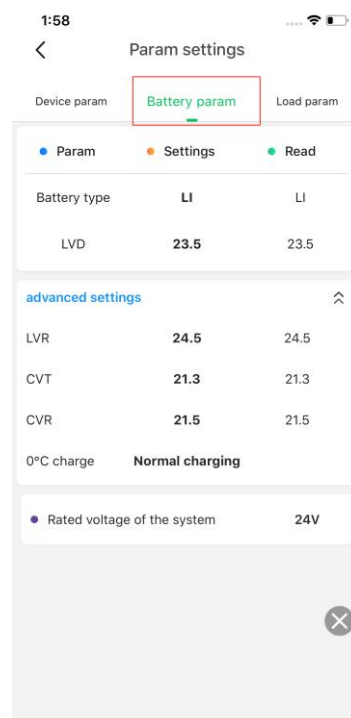 1:58
Param settings
Device param Battery param Load param
Param Settings Read
Battery type LI LI
LVD 23.5 23.5
advanced settings
LVR 24.5 24.5
CVT 21.3 21.3
CVR 21.5 21.5
0°C charge Normal charging
Rated voltage of the system 24V